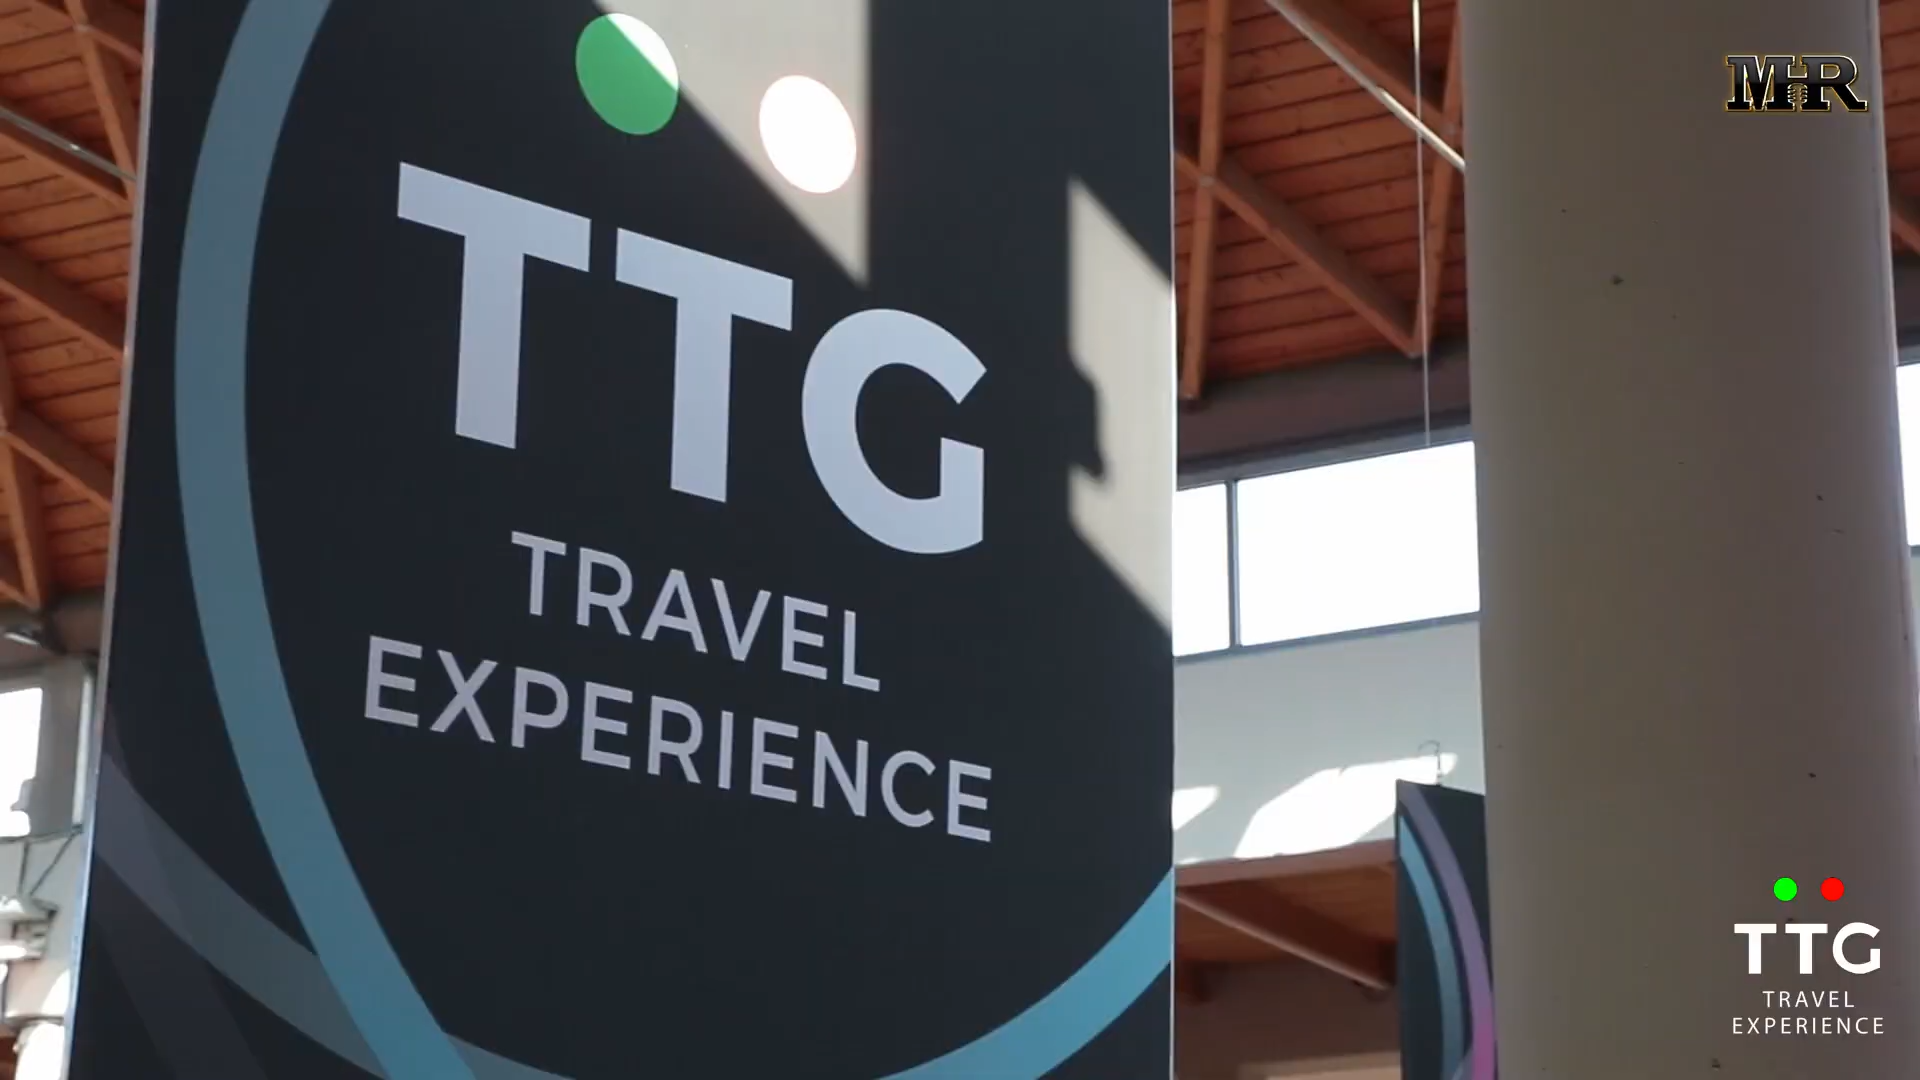 MHR
TTG
TRAVEL
EXPERIENCE
TTG
TRAVEL
EXPERIENCE